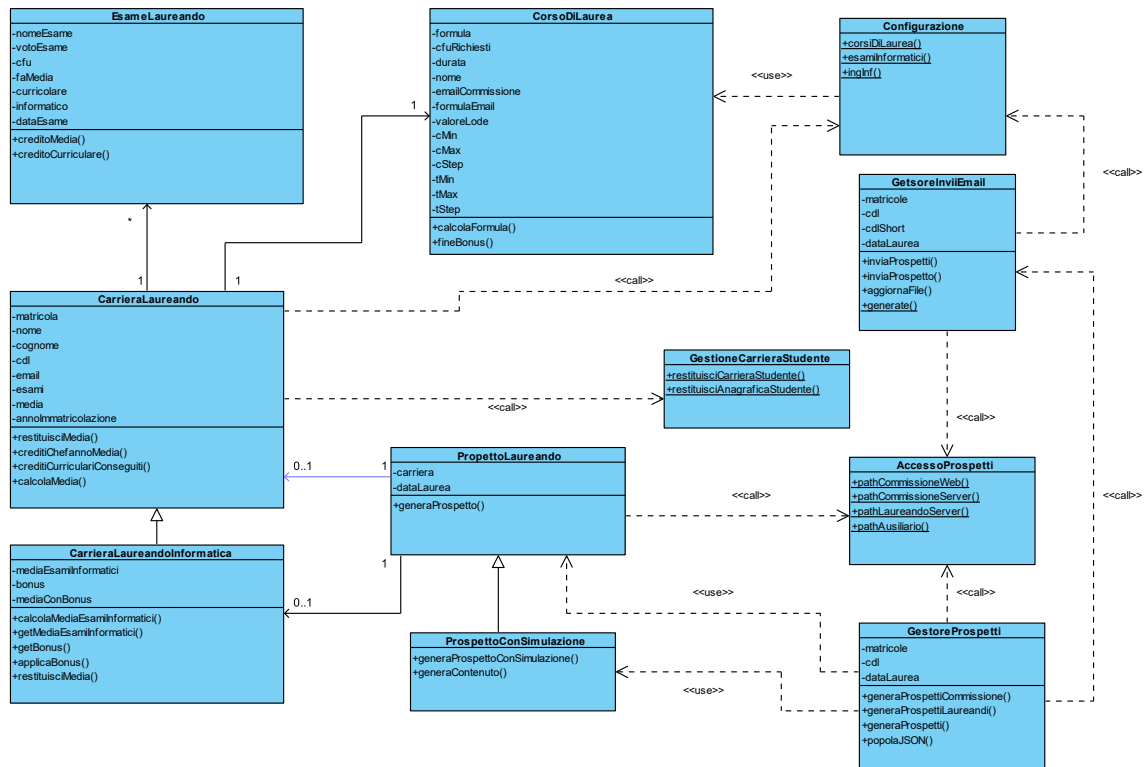 EsameLaureando
-nomeEsame
-votoEsame
-cfu
-faMedia
-curricolare
-informatico
-dataEsame
+creditoMedia()
+creditoCurriculare()
CorsoDiLaurea
-formula
-cfuRichiesti
-durata
-nome
-emailCommissione
-formulaEmail
-valoreLode
-cMin
-cMax
-cStep
-tMin
-tMax
-tStep
+calcolaFormula()
+fineBonus()
Configurazione
+corsiDiLaurea()
+esamiInformatici()
+ingInf()
<<use>>
1
<<call>>
GetsoreInviiEmail
-matricole
-cdl
-cdlShort
-dataLaurea
+inviaProspetti()
+inviaProspetto()
+aggiornaFile()
+generate()
*
1
1
<<call>>
CarrieraLaureando
-matricola
-nome
-cognome
-cdl
-email
-esami
-media
-annoImmatricolazione
+restituisciMedia()
+creditiChefannoMedia()
+creditiCurriculariConseguiti()
+calcolaMedia()
GestioneCarrieraStudente
+restituisciCarrieraStudente()
+restituisciAnagraficaStudente()
<<call>>
<<call>>
0..1
1
PropettoLaureando
-carriera
-dataLaurea
+generaProspetto()
AccessoProspetti
+pathCommissioneWeb()
+pathCommissioneServer()
+pathLaureandoServer()
+pathAusiliario()
<<call>>
<<call>>
CarrieraLaureandoInformatica
-mediaEsamiInformatici
-bonus
-mediaConBonus
+calcolaMediaEsamiInformatici()
+getMediaEsamiInformatici()
+getBonus()
+applicaBonus()
+restituisciMedia()
1
0..1
<<use>>
<<call>>
ProspettoConSimulazione
+generaProspettoConSimulazione()
+generaContenuto()
<<use>>
GestoreProspetti
-matricole
-cdl
-dataLaurea
+generaProspettiCommissione()
+generaProspettiLaureandi()
+generaProspetti()
+popolaJSON()